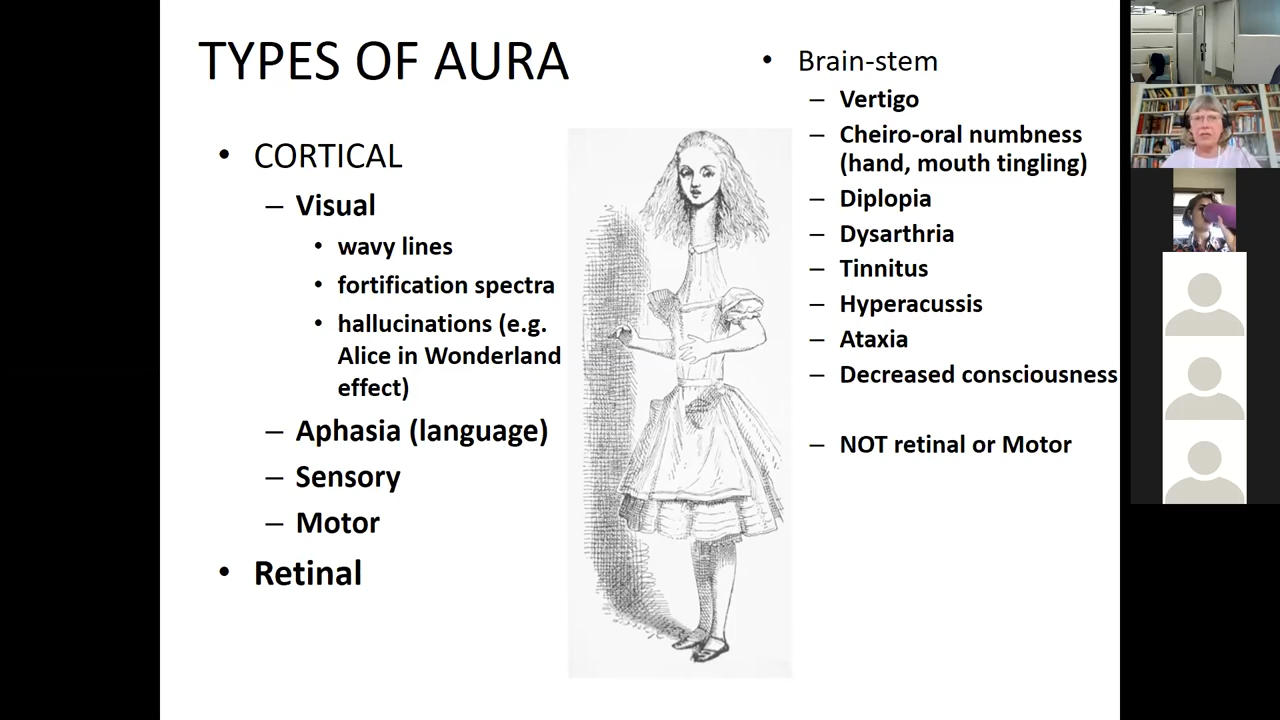 TYPES OF AURA
• CORTICAL
– Visual
• wavy lines
• fortification spectra
• hallucinations (e.g.
Alice in Wonderland
effect)
– Aphasia (language)
– Sensory
– Motor
• Retinal
• Brain-stem
– Vertigo
– Cheiro-oral numbness
(hand, mouth tingling)
– Diplopia
– Dysarthria
– Tinnitus
– Hyperacussis
– Ataxia
– Decreased consciousness
– NOT retinal or Motor